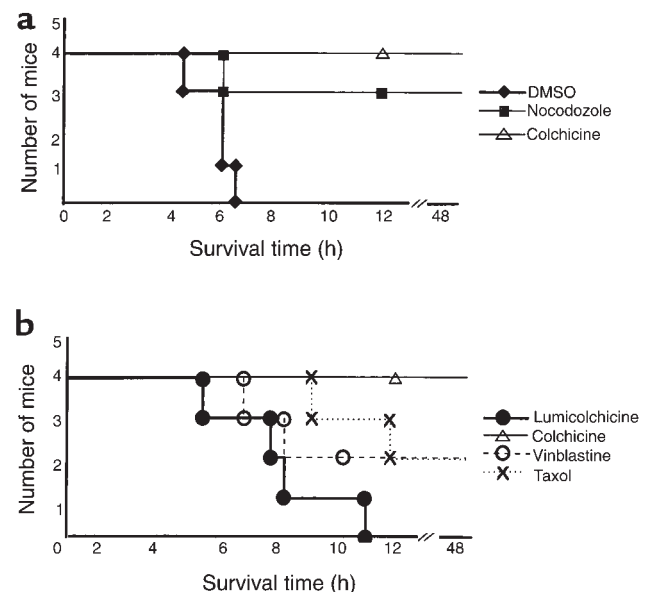 a
Number of mice
5
4
3
2
1
0 2 4 6 8 10 12 48
Survival time (h)
DMSO
Nocodozole
Colchicine
b
Number of mice
5
4
3
2
1
0 2 4 6 8 10 12 48
Survival time (h)
Lumicolchicine
Colchicine
Vinblastine
Taxol